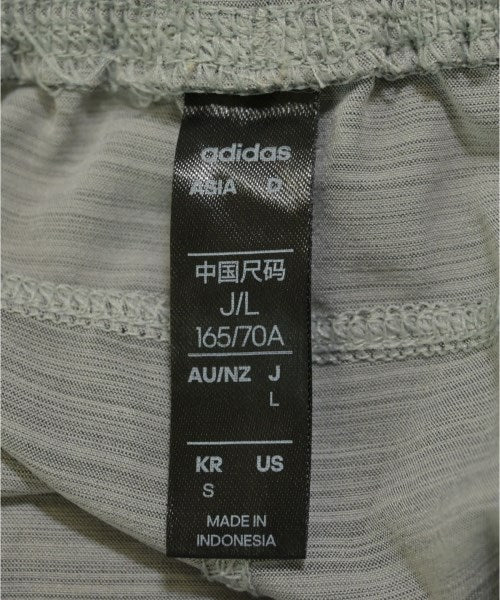 adidas
ASIA D
中国尺码
J/L
165/70A
AU/NZ J
L
KR US
S
MADE IN
INDONESIA